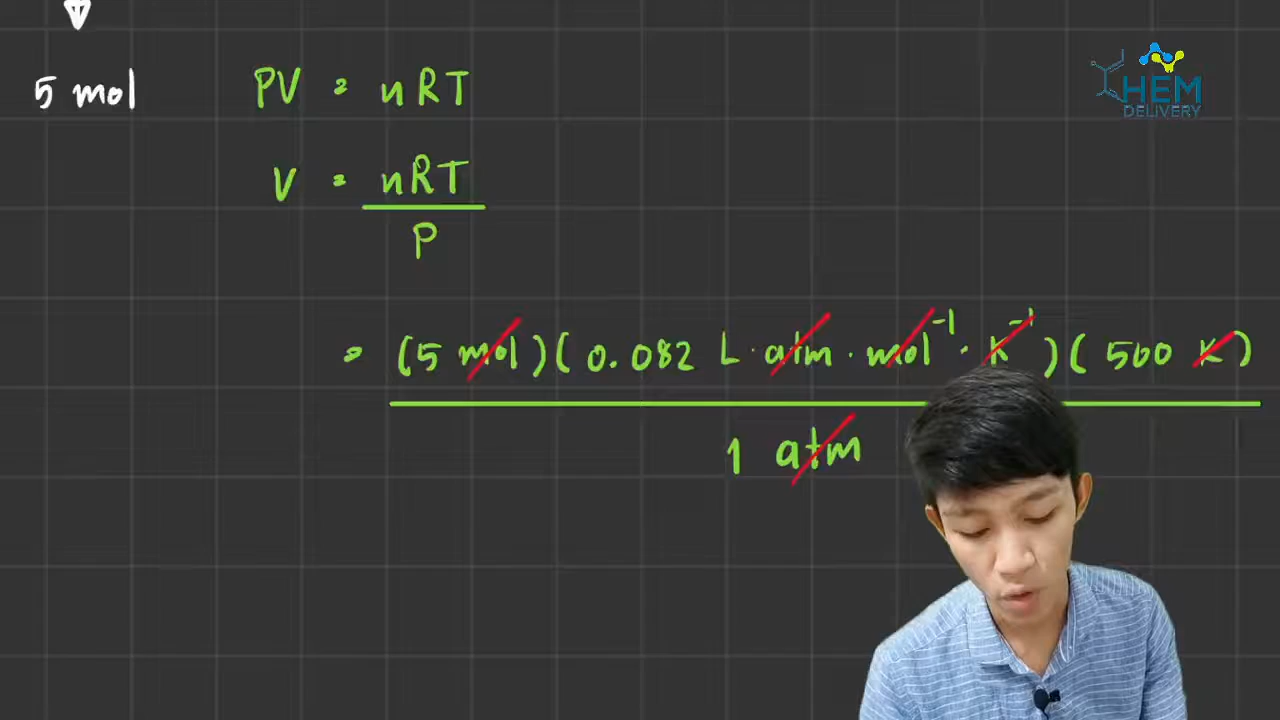 5 mol
PV = nRT
CHEM
DELIVERY
V = nRT
P
= (5 mol)(0.082 L·atm·mol⁻¹·K⁻¹)(500 K)
1 atm